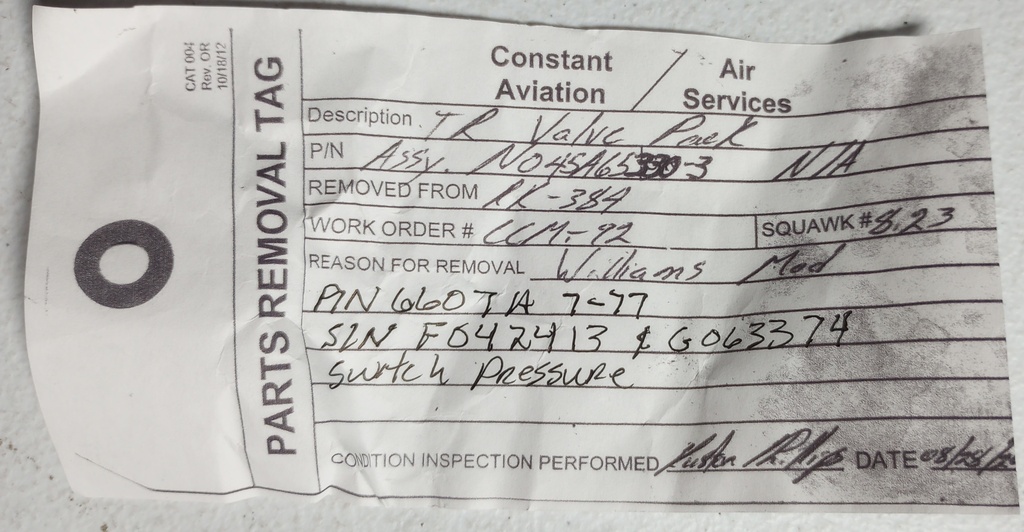 CAT 004
Rev. OR
10/18/12
PARTS REMOVAL TAG
Constant Aviation / Air Services
Description. TR Valve Pack
P/N Assy. N/A
REMOVED FROM RK-384
WORK ORDER # CCM-92 SQUAWK # 8.23
REASON FOR REMOVAL Williams Mod
P/N 660TA 7-77
S/N F042413 & G063374
Switch Pressure
CONDITION INSPECTION PERFORMED DATE